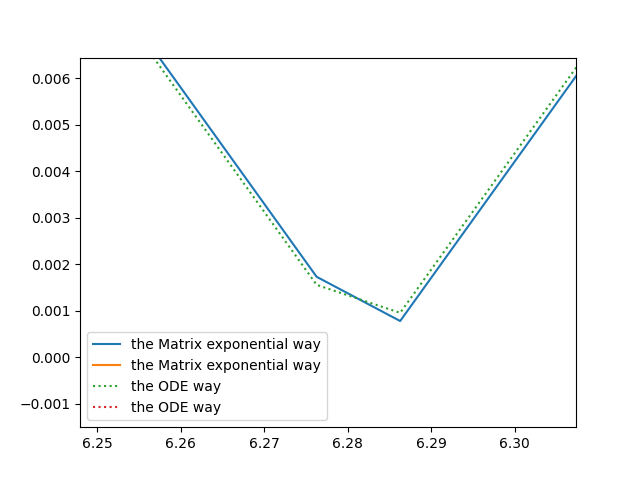 0.006
0.005
0.004
0.003
0.002
0.001
0.000
−0.001
the Matrix exponential way
the Matrix exponential way
the ODE way
the ODE way
6.25 6.26 6.27 6.28 6.29 6.30